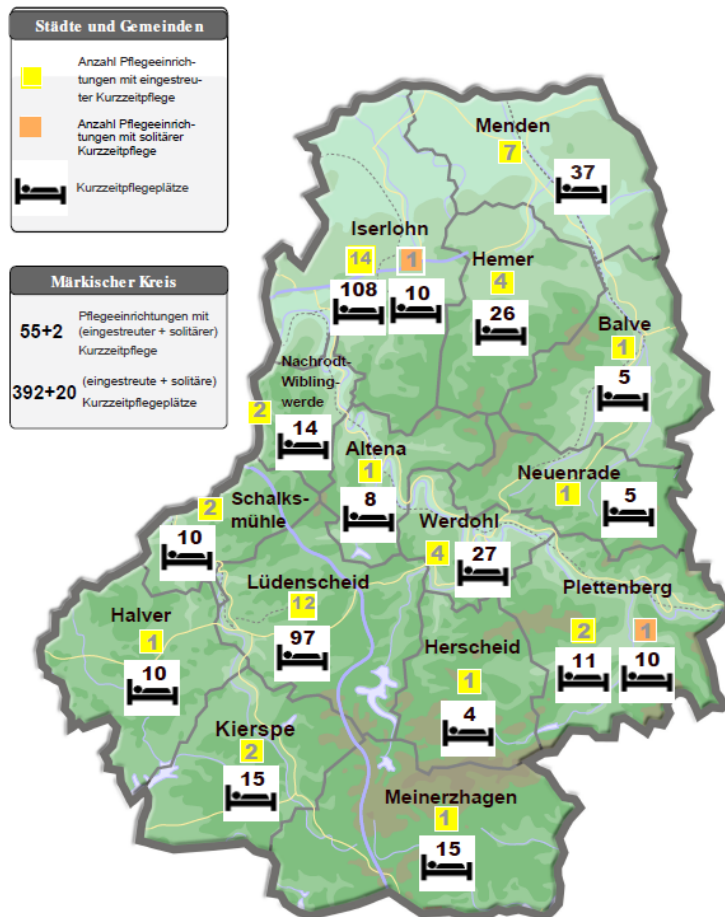 Städte und Gemeinden
Anzahl Pflegeeinrich-
tungen mit eingestreu-
ter Kurzzeitpflege
Anzahl Pflegeeinrich-
tungen mit solitärer
Kurzzeitpflege
Kurzzeitpflegeplätze
Märkischer Kreis
55+2
Pflegeeinrichtungen mit
(eingestreuter + solitärer)
Kurzzeitpflege
392+20
(eingestreute + solitäre)
Kurzzeitpflegeplätze
Menden
7
37
Iserlohn
14
1
108
10
Hemer
4
26
Balve
1
5
Nachrodt-
Wibling-
werde
2
14
Altena
1
8
Neuenrade
1
5
Schalks-
mühle
2
10
Werdohl
4
27
Lüdenscheid
12
97
Plettenberg
2
1
11
10
Halver
1
10
Herscheid
1
4
Kierspe
2
15
Meinerzhagen
1
15